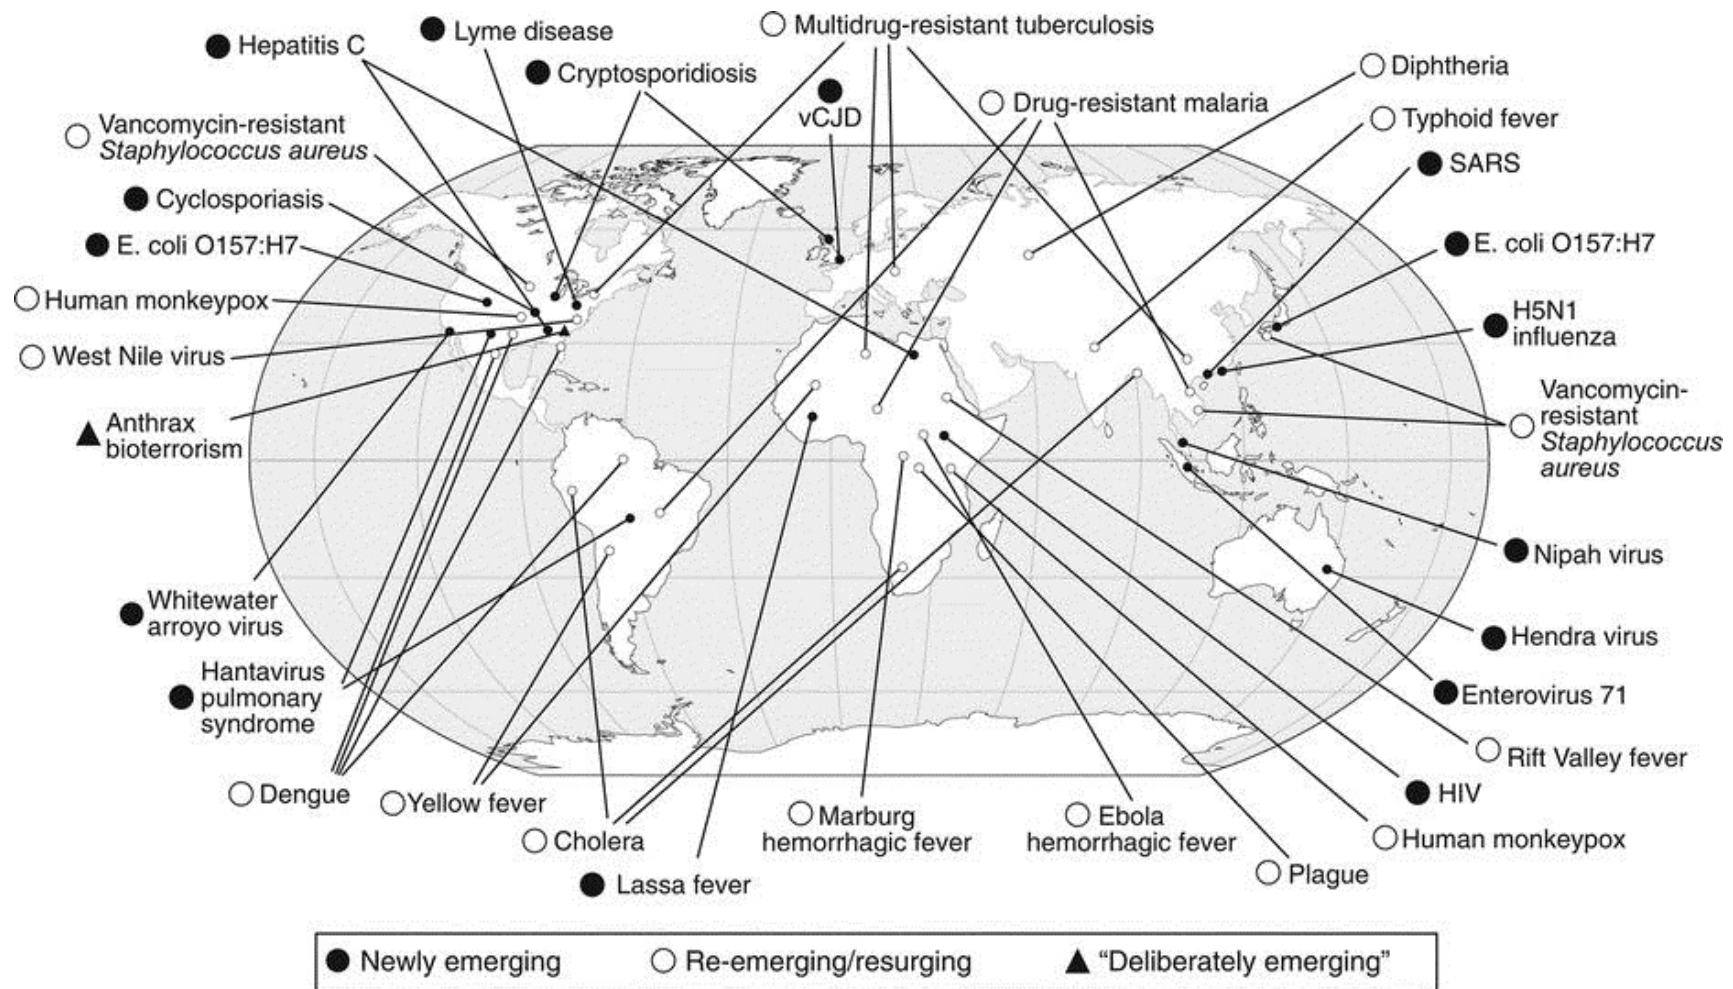 Hepatitis C
Lyme disease
Multidrug-resistant tuberculosis
Cryptosporidiosis
vCJD
Drug-resistant malaria
Diphtheria
Typhoid fever
SARS
Vancomycin-resistant
Staphylococcus aureus
Cyclosporiasis
E. coli O157:H7
Human monkeypox
West Nile virus
Anthrax
bioterrorism
Whitewater
arroyo virus
Hantavirus
pulmonary
syndrome
Dengue
Yellow fever
Cholera
Lassa fever
Marburg
hemorrhagic fever
Ebola
hemorrhagic fever
Plague
Human monkeypox
HIV
Rift Valley fever
Enterovirus 71
Hendra virus
Nipah virus
Vancomycin-
resistant
Staphylococcus
aureus
H5N1
influenza
E. coli O157:H7
Newly emerging
Re-emerging/resurging
“Deliberately emerging”